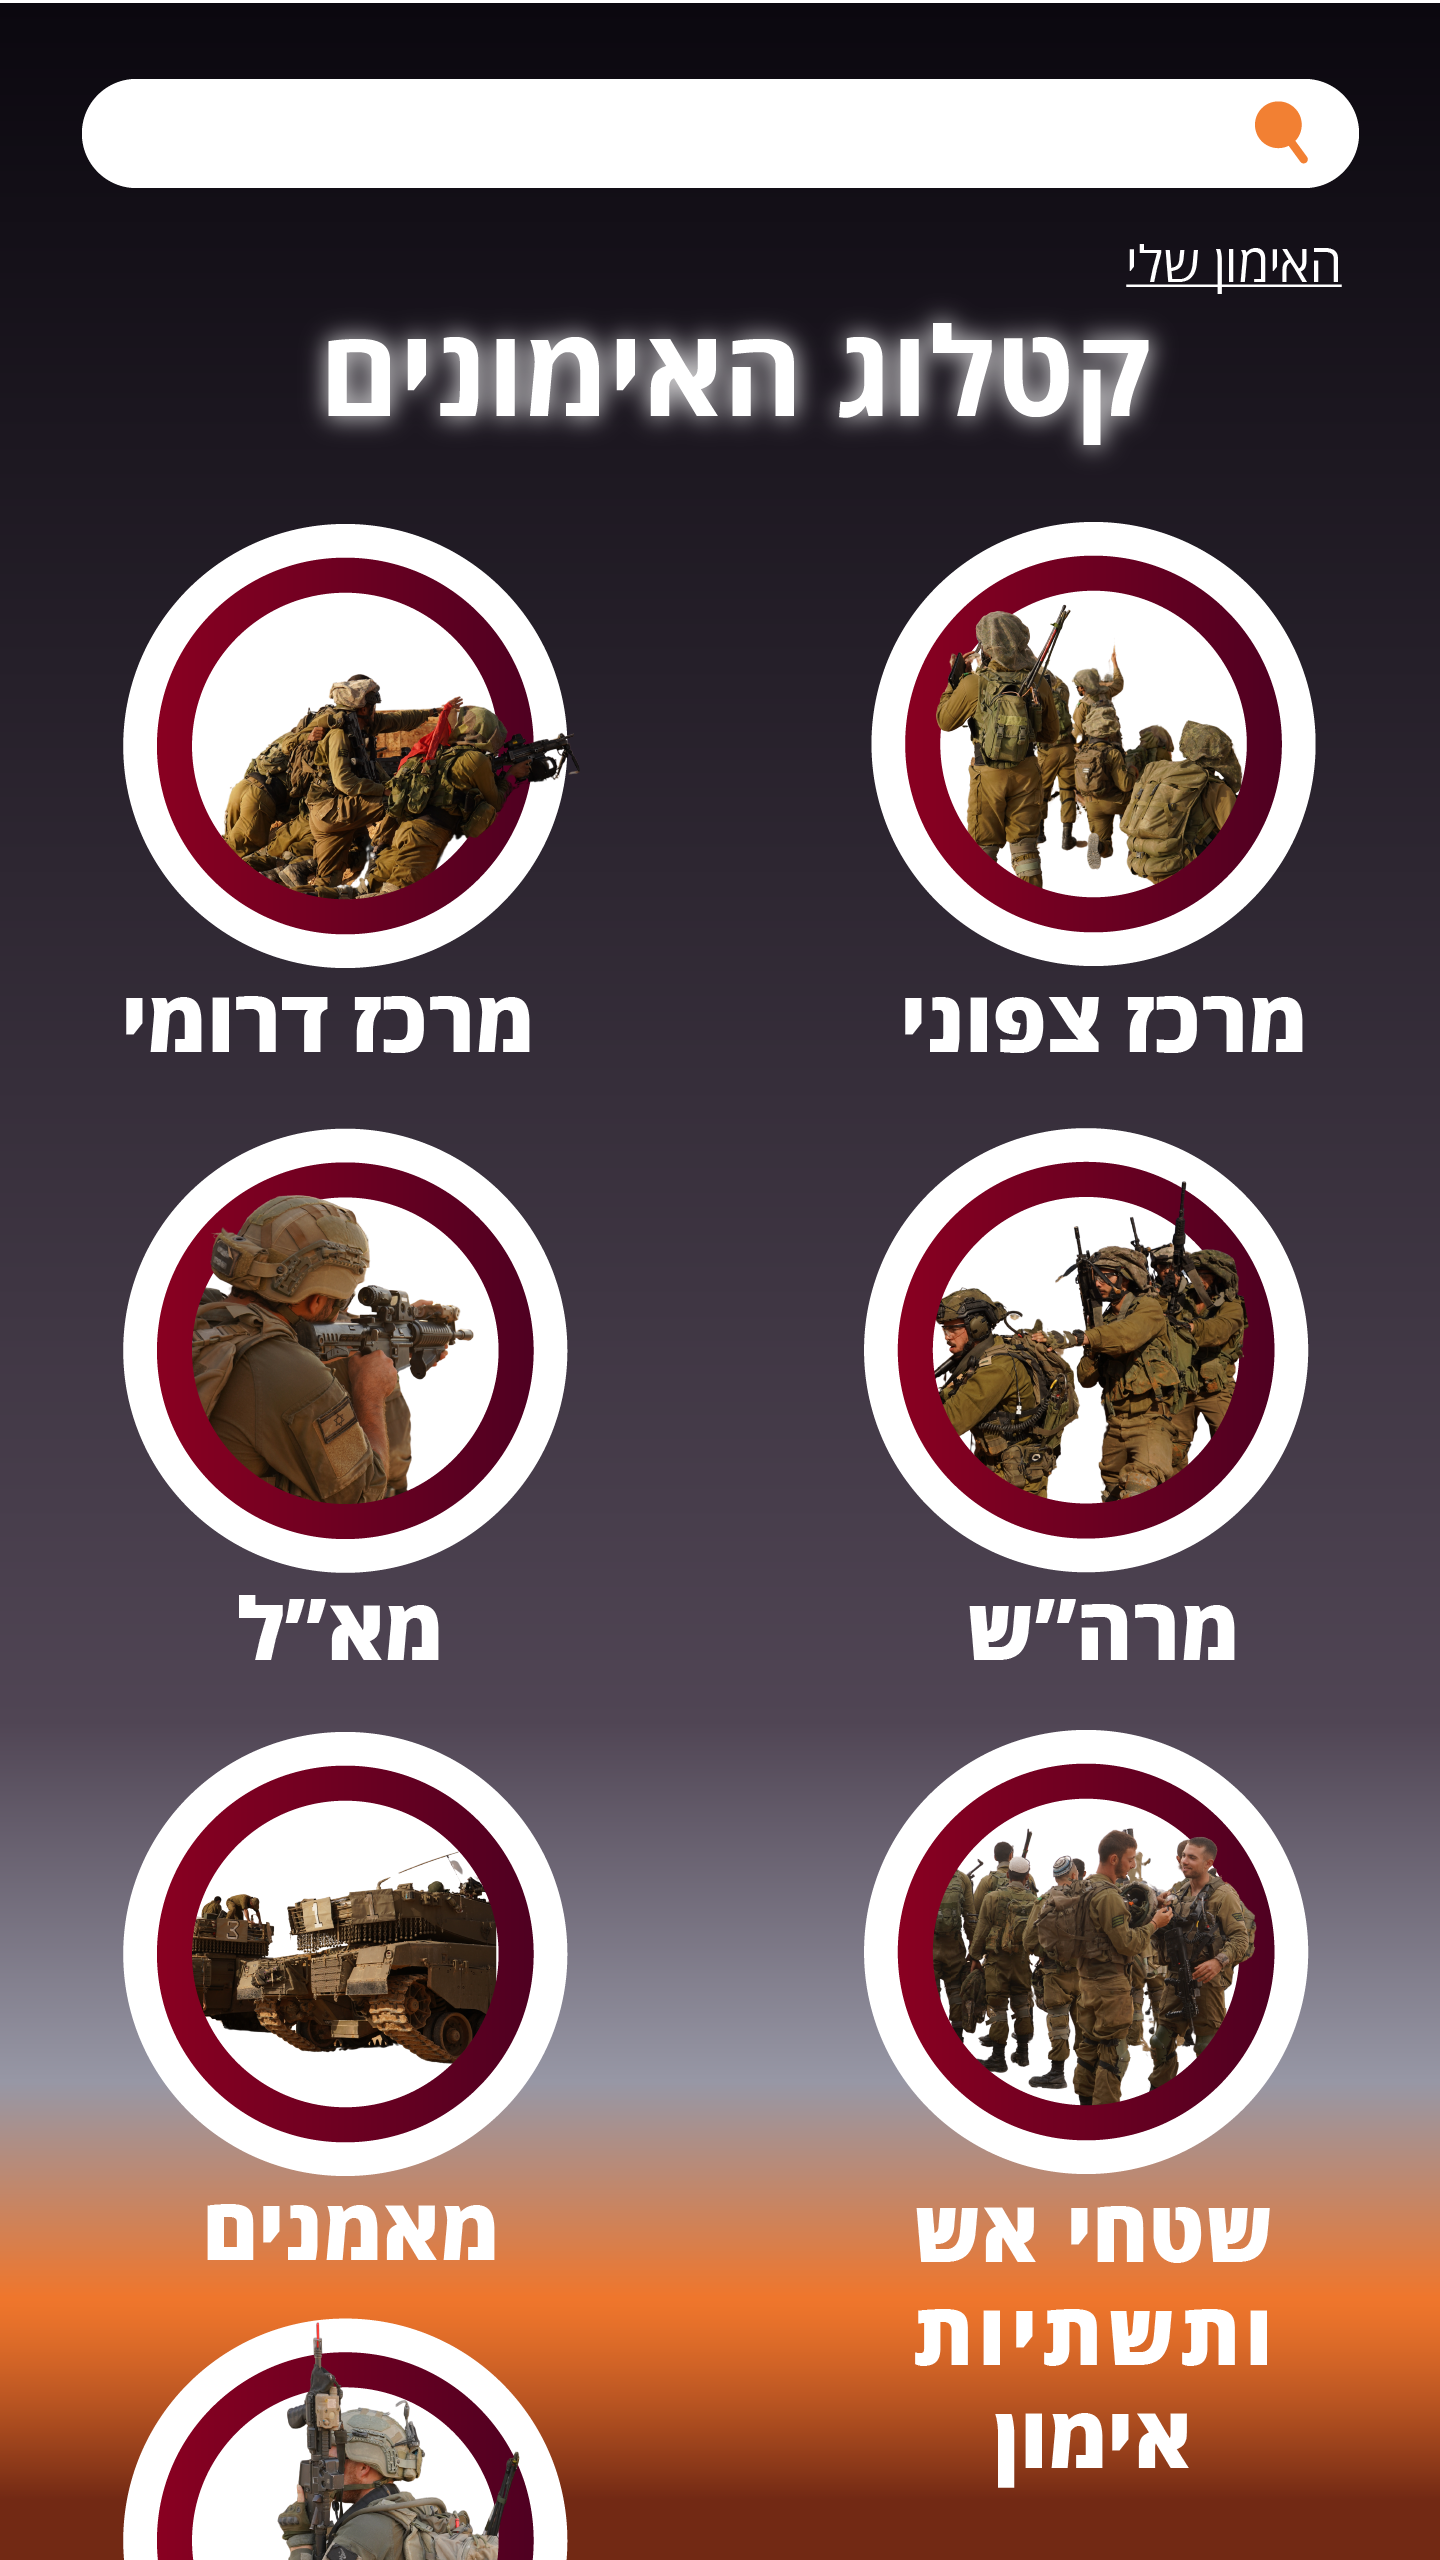 האימון שלי
קטלוג האימונים
מרכז צפוני
מרכז דרומי
מרה״ש
מא״ל
שטחי אש
ותשתיות
אימון
מאמנים